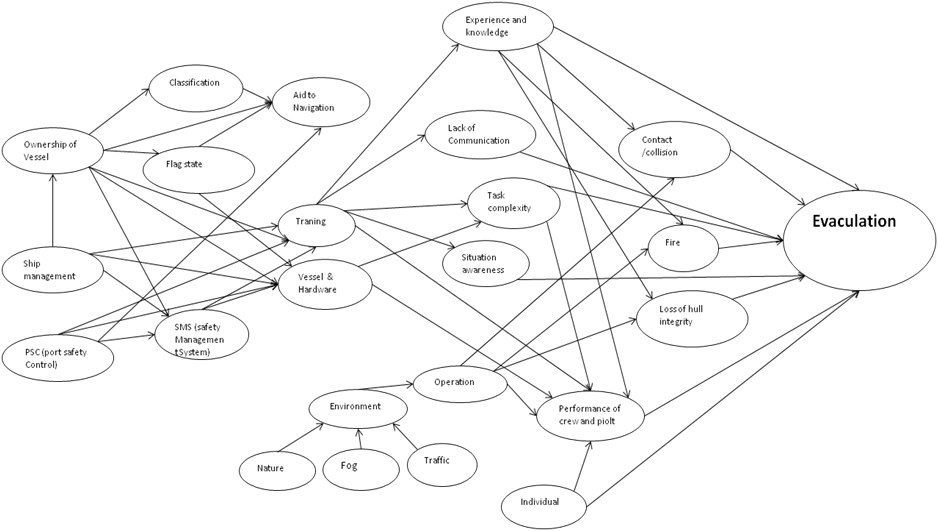 Experience and
knowledge
Classification
Aid to
Navigation
Ownership of
Vessel
Lack of
Communication
Contact
/collision
Flag state
Task
complexity
Traning
Evaculation
Fire
Ship
management
Situation
awareness
Vessel &
Hardware
Loss of hull
integrity
SMS (safety
Managemen
tSystem)
PSC (port safety
Control)
Operation
Environment
Performance of
crew and piolt
Nature
Fog
Traffic
Individual